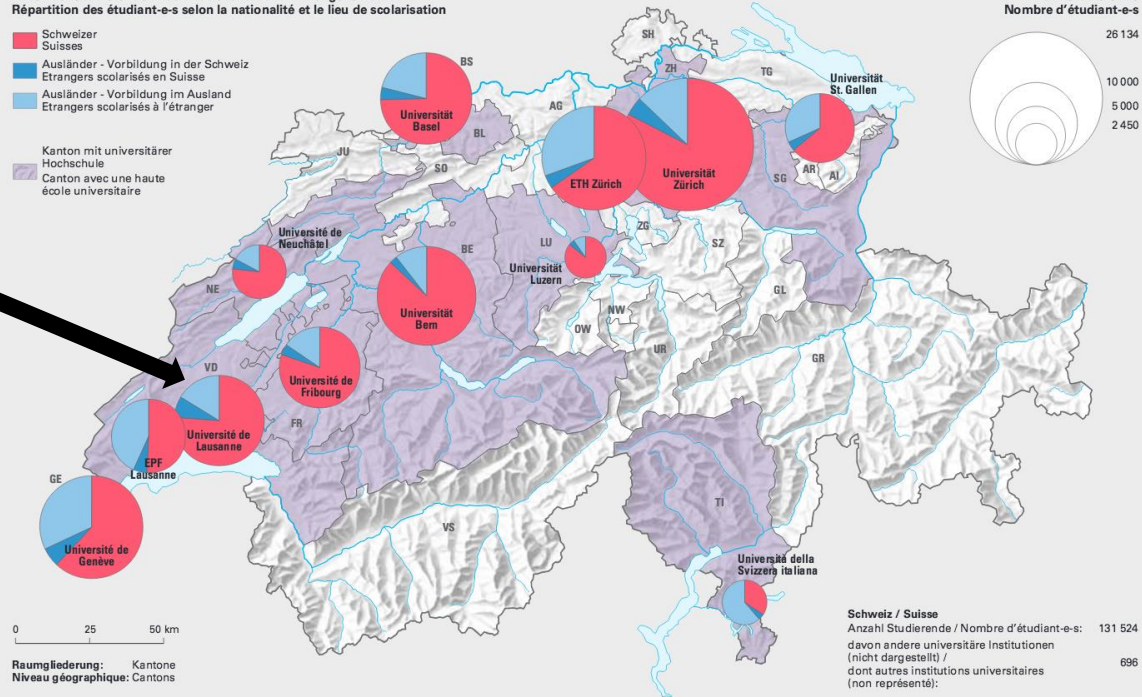 Répartition des étudiant-e-s selon la nationalité et le lieu de scolarisation
Schweizer
Suisses
Ausländer - Vorbildung in der Schweiz
Etrangers scolarisés en Suisse
Ausländer - Vorbildung im Ausland
Etrangers scolarisés à l'étranger
Kanton mit universitärer
Hochschule
Canton avec une haute
école universitaire
Nombre d'étudiant-e-s
26 134
10 000
5 000
2 450
SH
BS
ZH
TG
Universität
St. Gallen
Universität
Basel
AG
BL
JU
SO
ETH Zürich
Universität
Zürich
AR
AI
SG
ZG
Université de
Neuchâtel
BE
LU
SZ
Universität
Luzern
NE
GL
NW
Universität
Bern
OW
UR
GR
VD
Université de
Fribourg
FR
Université de
Lausanne
EPF
Lausanne
GE
TI
VS
Université de
Genève
Università della
Svizzera italiana
0 25 50 km
Raumgliederung: Kantone
Niveau géographique: Cantons
Schweiz / Suisse
Anzahl Studierende / Nombre d'étudiant-e-s: 131 524
davon andere universitäre Institutionen
(nicht dargestellt) /
dont autres institutions universitaires
(non représenté): 696